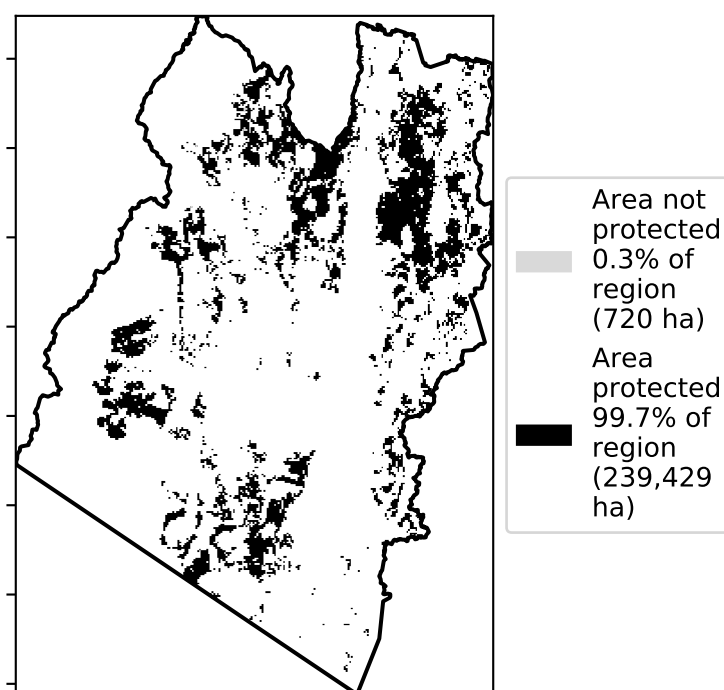 Area not
protected
0.3% of
region
(720 ha)
Area
protected
99.7% of
region
(239,429
ha)